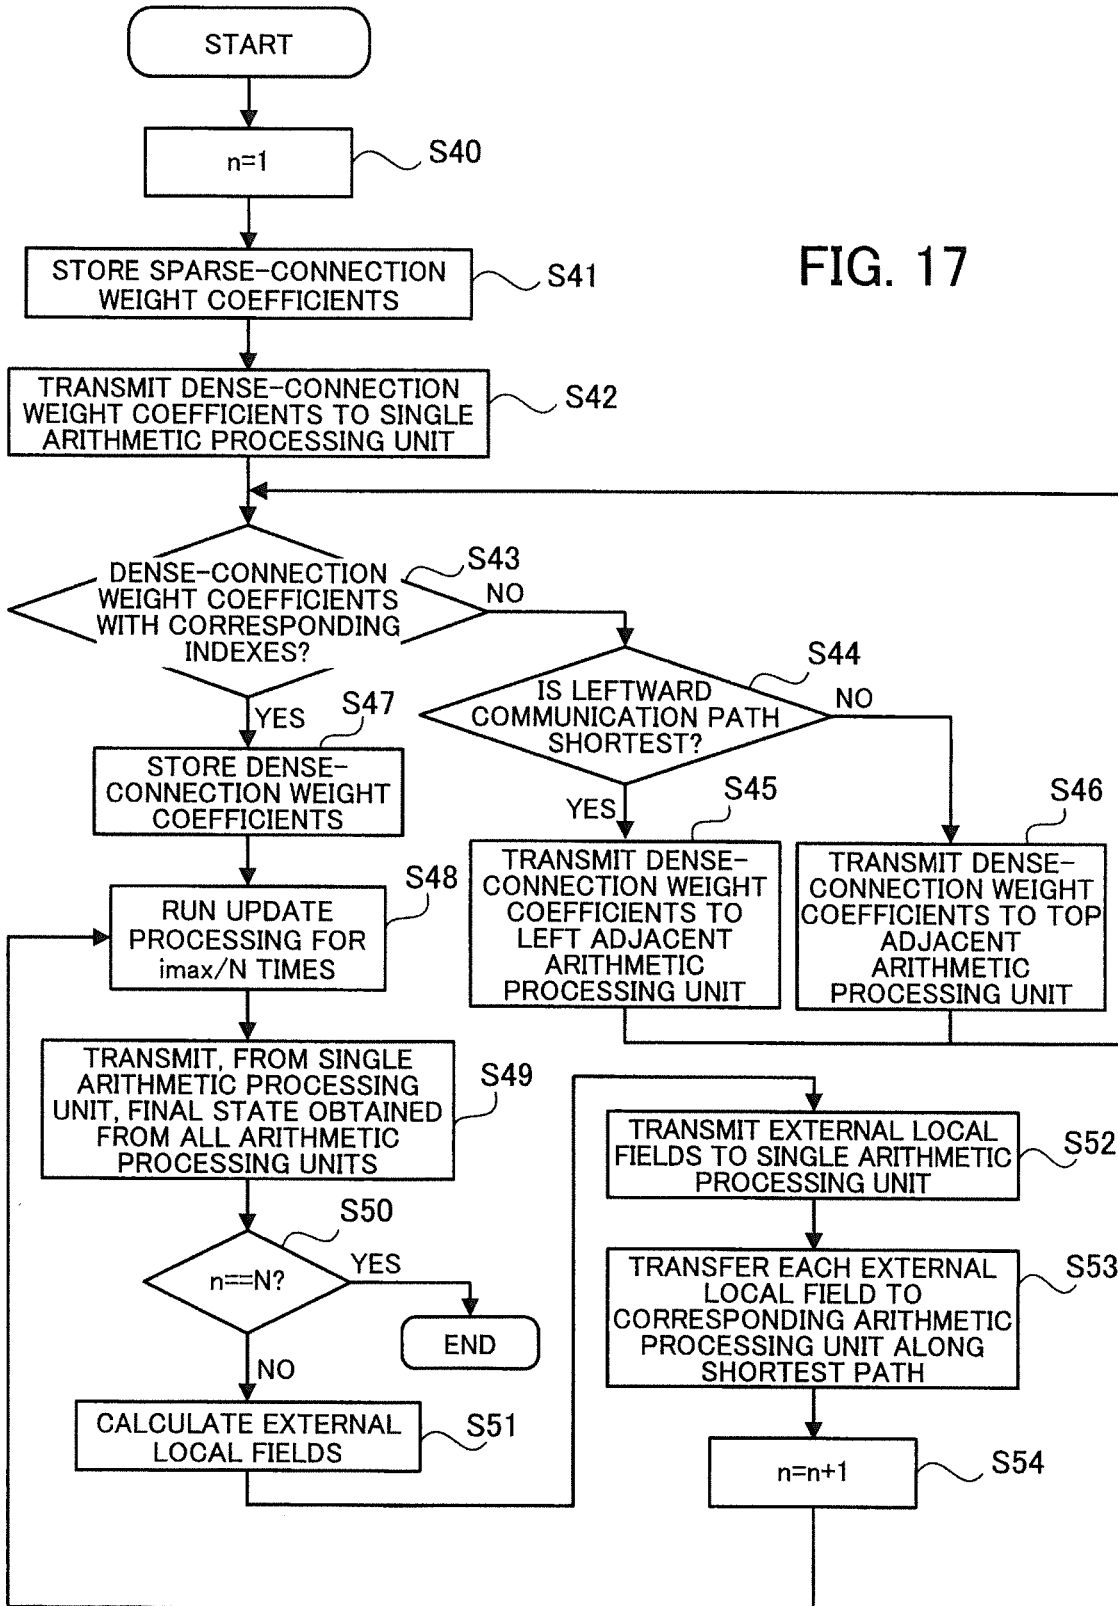 START
n=1
S40
STORE SPARSE-CONNECTION
WEIGHT COEFFICIENTS
S41
FIG. 17
TRANSMIT DENSE-CONNECTION
WEIGHT COEFFICIENTS TO SINGLE
ARITHMETIC PROCESSING UNIT
S42
DENSE-CONNECTION
WEIGHT COEFFICIENTS
WITH CORRESPONDING
INDEXES?
S43
NO
YES
IS LEFTWARD
COMMUNICATION PATH
SHORTEST?
S44
NO
YES
TRANSMIT DENSE-
CONNECTION WEIGHT
COEFFICIENTS TO
LEFT ADJACENT
ARITHMETIC
PROCESSING UNIT
S45
TRANSMIT DENSE-
CONNECTION WEIGHT
COEFFICIENTS TO TOP
ADJACENT
ARITHMETIC
PROCESSING UNIT
S46
STORE DENSE-
CONNECTION WEIGHT
COEFFICIENTS
S47
RUN UPDATE
PROCESSING FOR
imax/N TIMES
S48
TRANSMIT, FROM SINGLE
ARITHMETIC PROCESSING
UNIT, FINAL STATE OBTAINED
FROM ALL ARITHMETIC
PROCESSING UNITS
S49
n==N?
S50
YES
END
NO
CALCULATE EXTERNAL
LOCAL FIELDS
S51
TRANSMIT EXTERNAL LOCAL
FIELDS TO SINGLE ARITHMETIC
PROCESSING UNIT
S52
TRANSFER EACH EXTERNAL
LOCAL FIELD TO
CORRESPONDING ARITHMETIC
PROCESSING UNIT ALONG
SHORTEST PATH
S53
n=n+1
S54